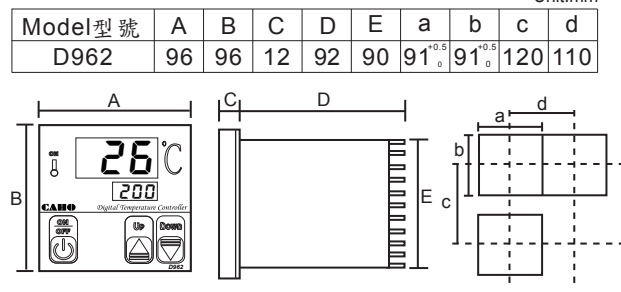 Unit:mm
Model型號 A B C D E a b c d
D962 96 96 12 92 90 91 +0.5 0 91 +0.5 0 120 110
A
C D
d
a
B
b
E
c
ON
26°C
200
CAHO Digital Temperature Controller
ON
OFF
Up
Down
D962